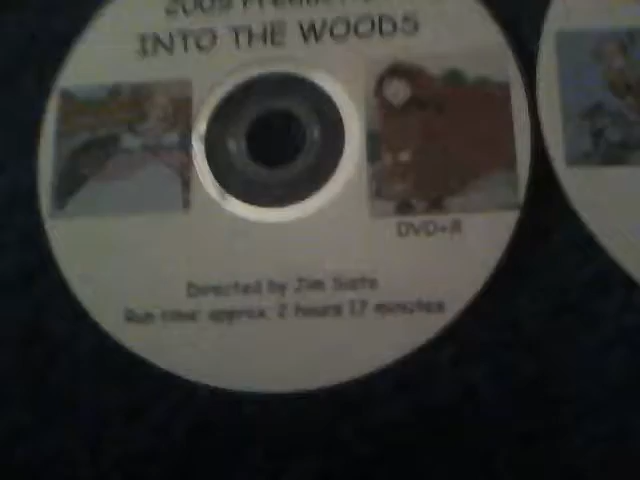 INTO THE WOODS
DVD+R
Directed by Jim
Run time: approx. 2 hours 17 minutes